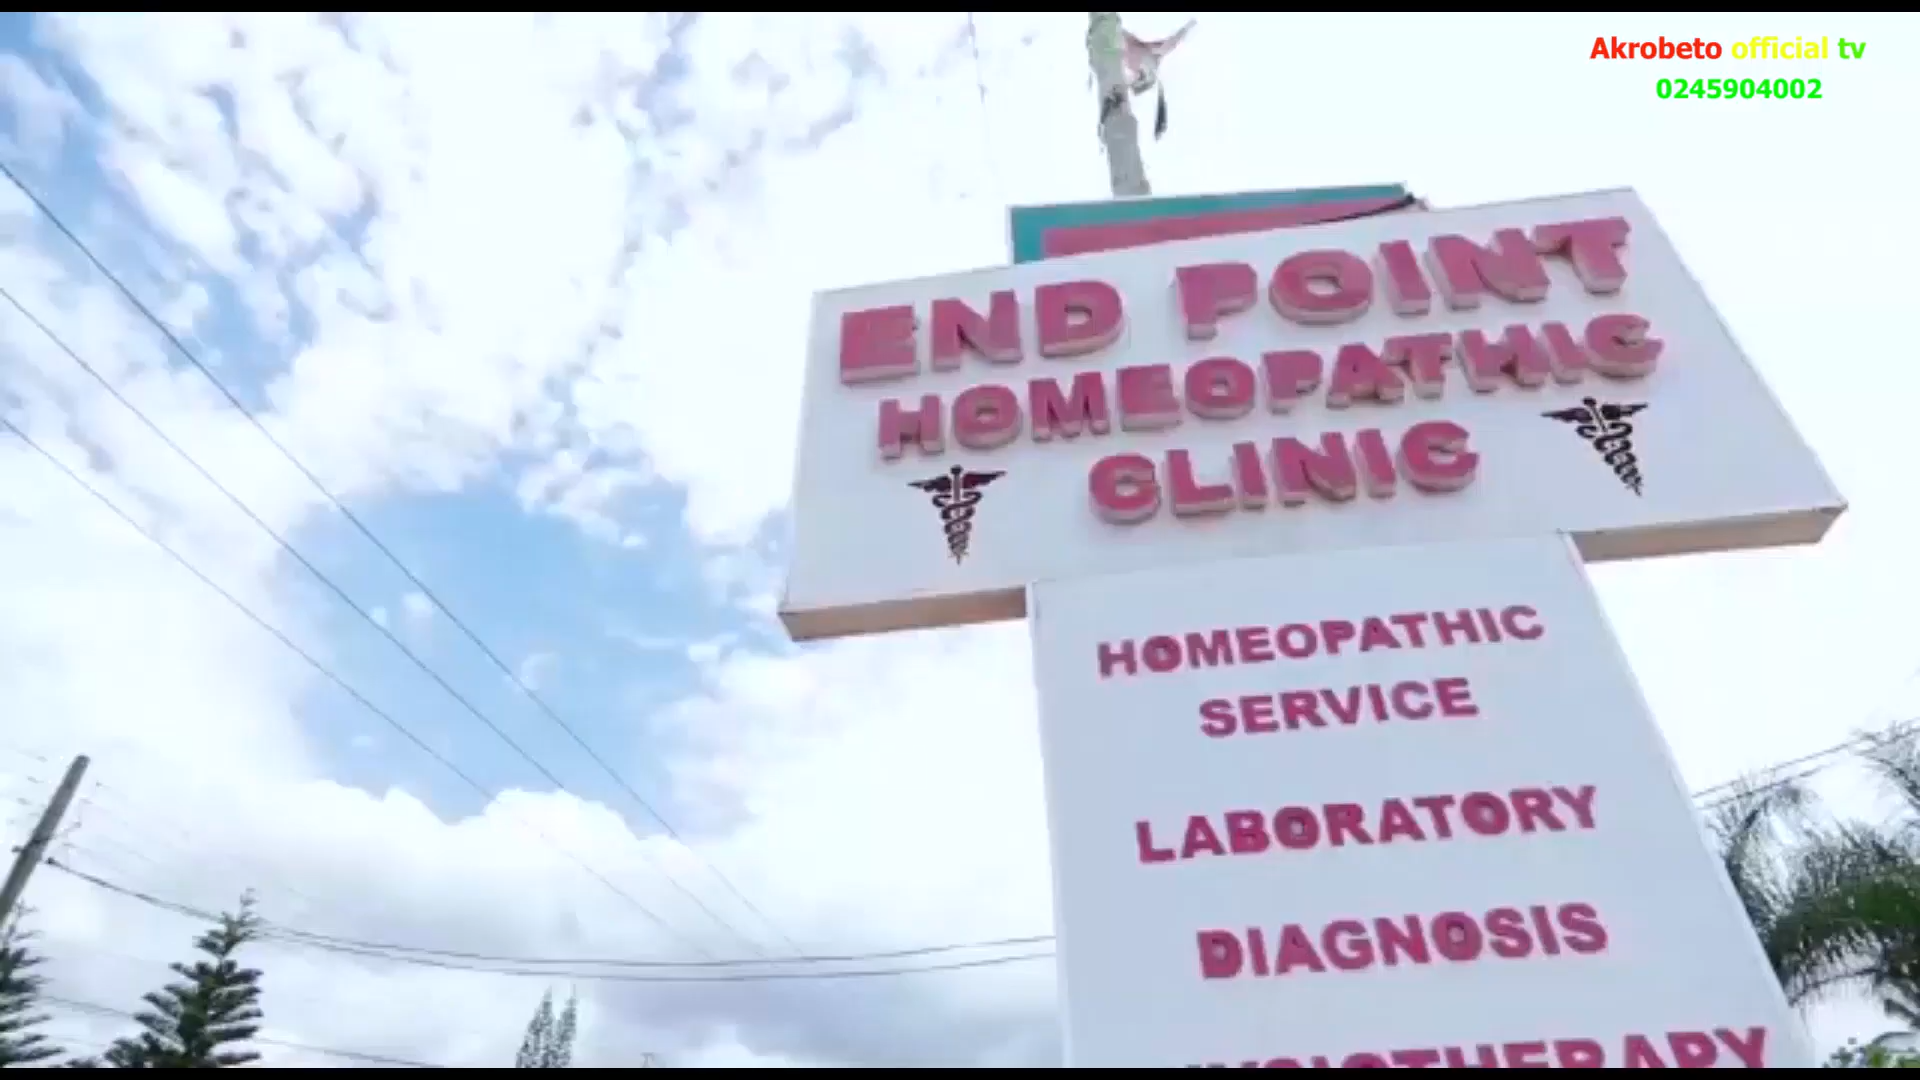 Akrobeto official tv
0245904002
END POINT
HOMEOPATHIC
CLINIC
HOMEOPATHIC
SERVICE
LABORATORY
DIAGNOSIS